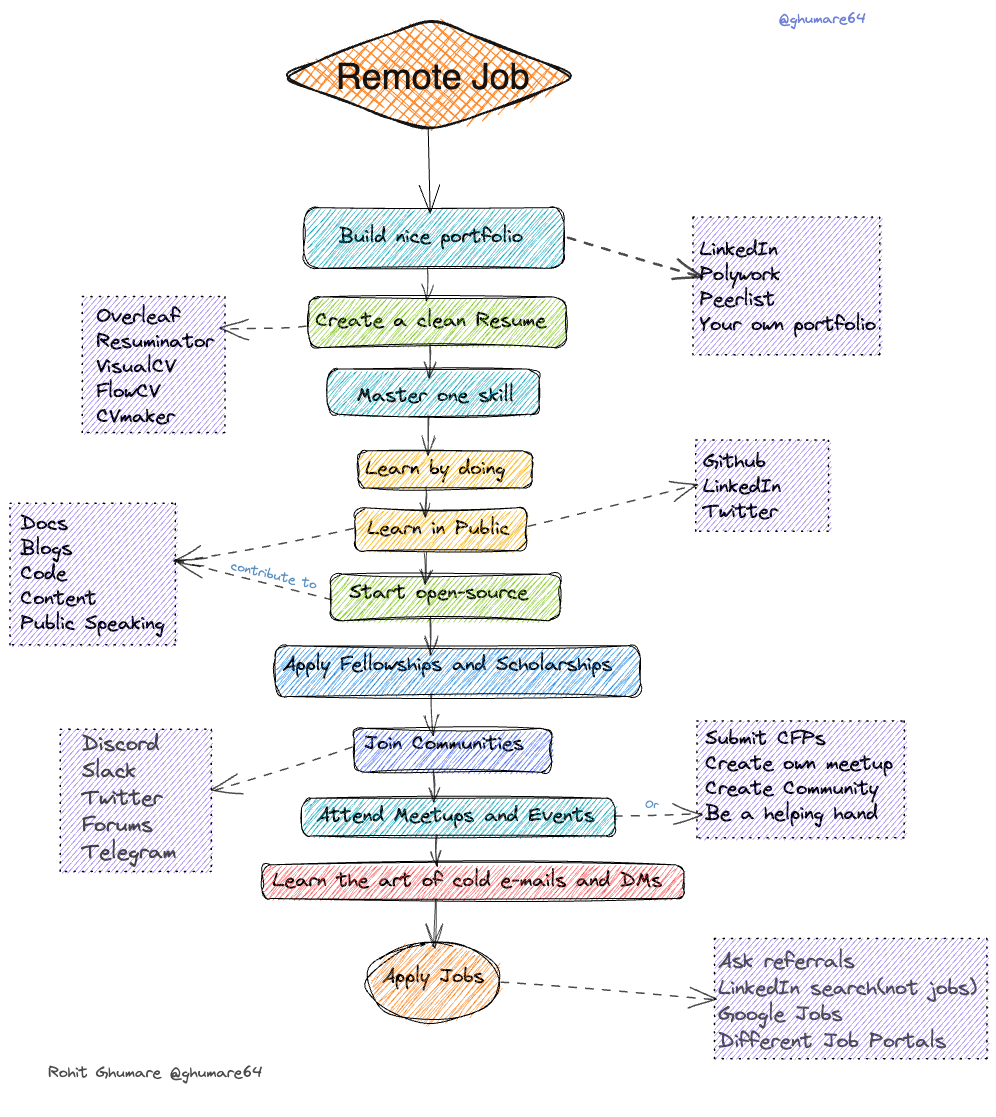 @ghumare64
Remote Job
Build nice portfolio
LinkedIn
Polywork
Peerlist
Your own portfolio
Create a clean Resume
Overleaf
Resuminator
VisualCV
FlowCV
CVmaker
Master one skill
Learn by doing
Github
LinkedIn
Twitter
Learn in Public
Docs
Blogs
Code
Content
Public Speaking
contribute to
Start open-source
Apply Fellowships and Scholarships
Join Communities
Discord
Slack
Twitter
Forums
Telegram
Submit CFPs
Create own meetup
Create Community
Be a helping hand
Or
Attend Meetups and Events
Learn the art of cold e-mails and DMs
Apply Jobs
Ask referrals
LinkedIn search(not jobs)
Google Jobs
Different Job Portals
Rohit Ghumare @ghumare64